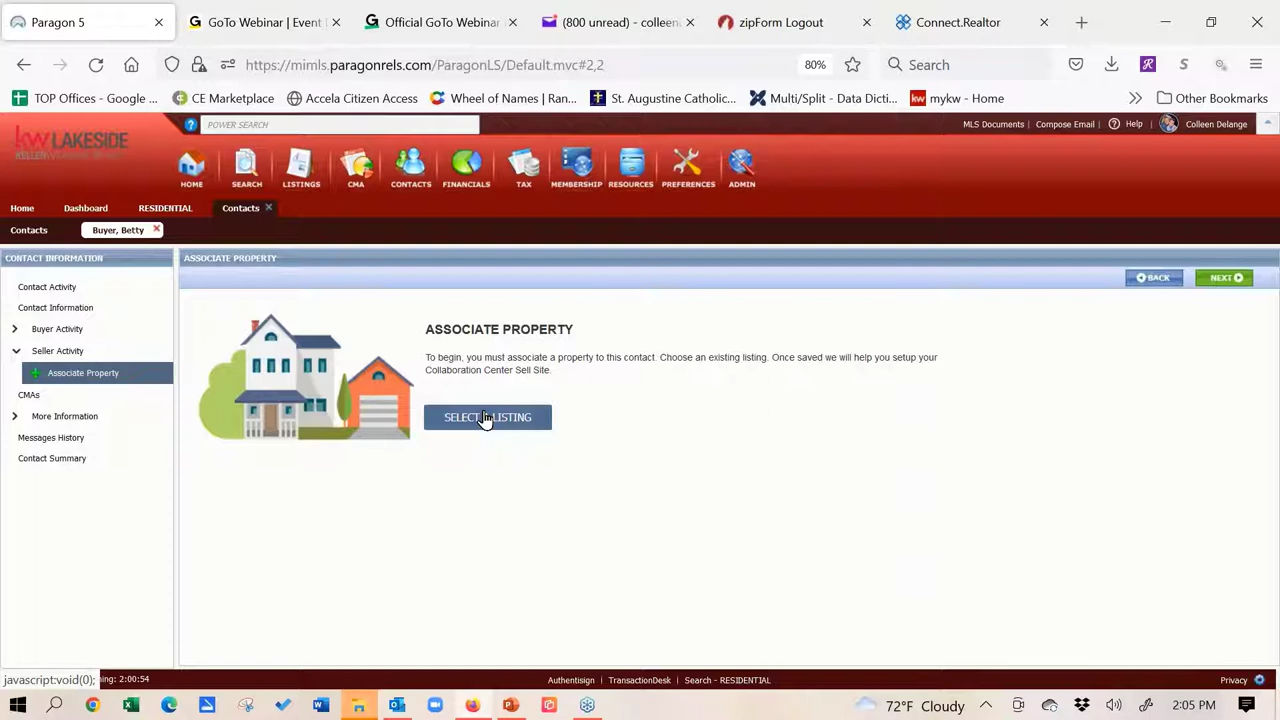 Paragon 5
GoTo Webinar | Event
Official GoTo Webinar
(800 unread) - colleen
zipForm Logout
Connect.Realtor
https://mimls.paragonrels.com/ParagonLS/Default.mvc#2,2
80%
Search
TOP Offices - Google ...
CE Marketplace
Accela Citizen Access
Wheel of Names | Ran...
St. Augustine Catholic...
Multi/Split - Data Dicti...
mykw - Home
Other Bookmarks
kw LAKESIDE
POWER SEARCH
MLS Documents
Compose Email
Help
Colleen Delange
HOME
SEARCH
LISTINGS
CMA
CONTACTS
FINANCIALS
TAX
MEMBERSHIP
RESOURCES
PREFERENCES
ADMIN
Home
Dashboard
RESIDENTIAL
Contacts
Contacts
Buyer, Betty
CONTACT INFORMATION
ASSOCIATE PROPERTY
BACK
NEXT
Contact Activity
Contact Information
Buyer Activity
Seller Activity
Associate Property
CMAs
More Information
Messages History
Contact Summary
ASSOCIATE PROPERTY
To begin, you must associate a property to this contact. Choose an existing listing. Once saved we will help you setup your
Collaboration Center Sell Site.
SELECT LISTING
javascript:void(0);
2:00:54
Authentisign
TransactionDesk
Search - RESIDENTIAL
Privacy
72°F Cloudy
2:05 PM